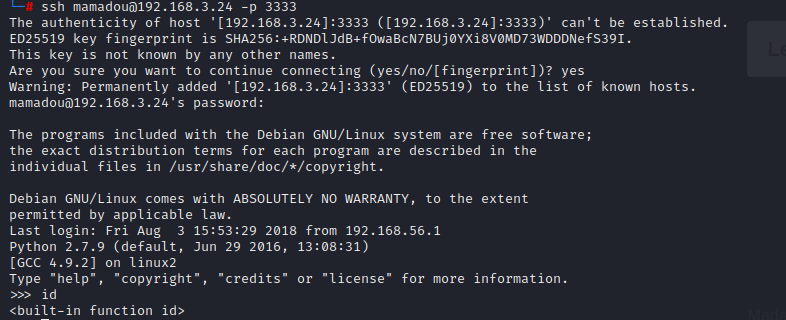 └─# ssh mamadou@192.168.3.24 -p 3333
The authenticity of host '[192.168.3.24]:3333 ([192.168.3.24]:3333)' can't be established.
ED25519 key fingerprint is SHA256:+RDNDlJdB+fOwaBcN7BUj0YXi8V0MD73WDDDNefS39I.
This key is not known by any other names.
Are you sure you want to continue connecting (yes/no/[fingerprint])? yes
Warning: Permanently added '[192.168.3.24]:3333' (ED25519) to the list of known hosts.
mamadou@192.168.3.24's password:
The programs included with the Debian GNU/Linux system are free software;
the exact distribution terms for each program are described in the
individual files in /usr/share/doc/*/copyright.
Debian GNU/Linux comes with ABSOLUTELY NO WARRANTY, to the extent
permitted by applicable law.
Last login: Fri Aug  3 15:53:29 2018 from 192.168.56.1
Python 2.7.9 (default, Jun 29 2016, 13:08:31)
[GCC 4.9.2] on linux2
Type "help", "copyright", "credits" or "license" for more information.
>>> id
<built-in function id>